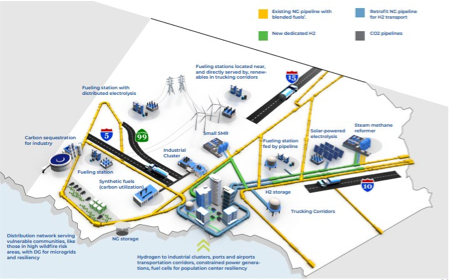 Existing NG pipeline with
blended fuels¹.
Retrofit NG pipeline
for H2 transport
New dedicated H2
CO2 pipelines
Fueling stations located near,
and directly served by, renew-
ables in trucking corridors
15
Fueling station with
distributed electrolysis
5
99
Carbon sequestration
for industry
Industrial
Cluster
Small SMR
Fueling station
fed by pipeline
Solar-powered
electrolysis
Steam methane
reformer
Fueling station
Synthetic fuels
(carbon utilization)
H2 storage
10
Trucking Corridors
NG storage
Distribution network serving
vulnerable communities, like
those in high wildfire risk
areas, with DG for microgrids
and resiliency
Hydrogen to industrial clusters, ports and airports
transportation corridors, constrained power genera-
tions, fuel cells for population center resiliency